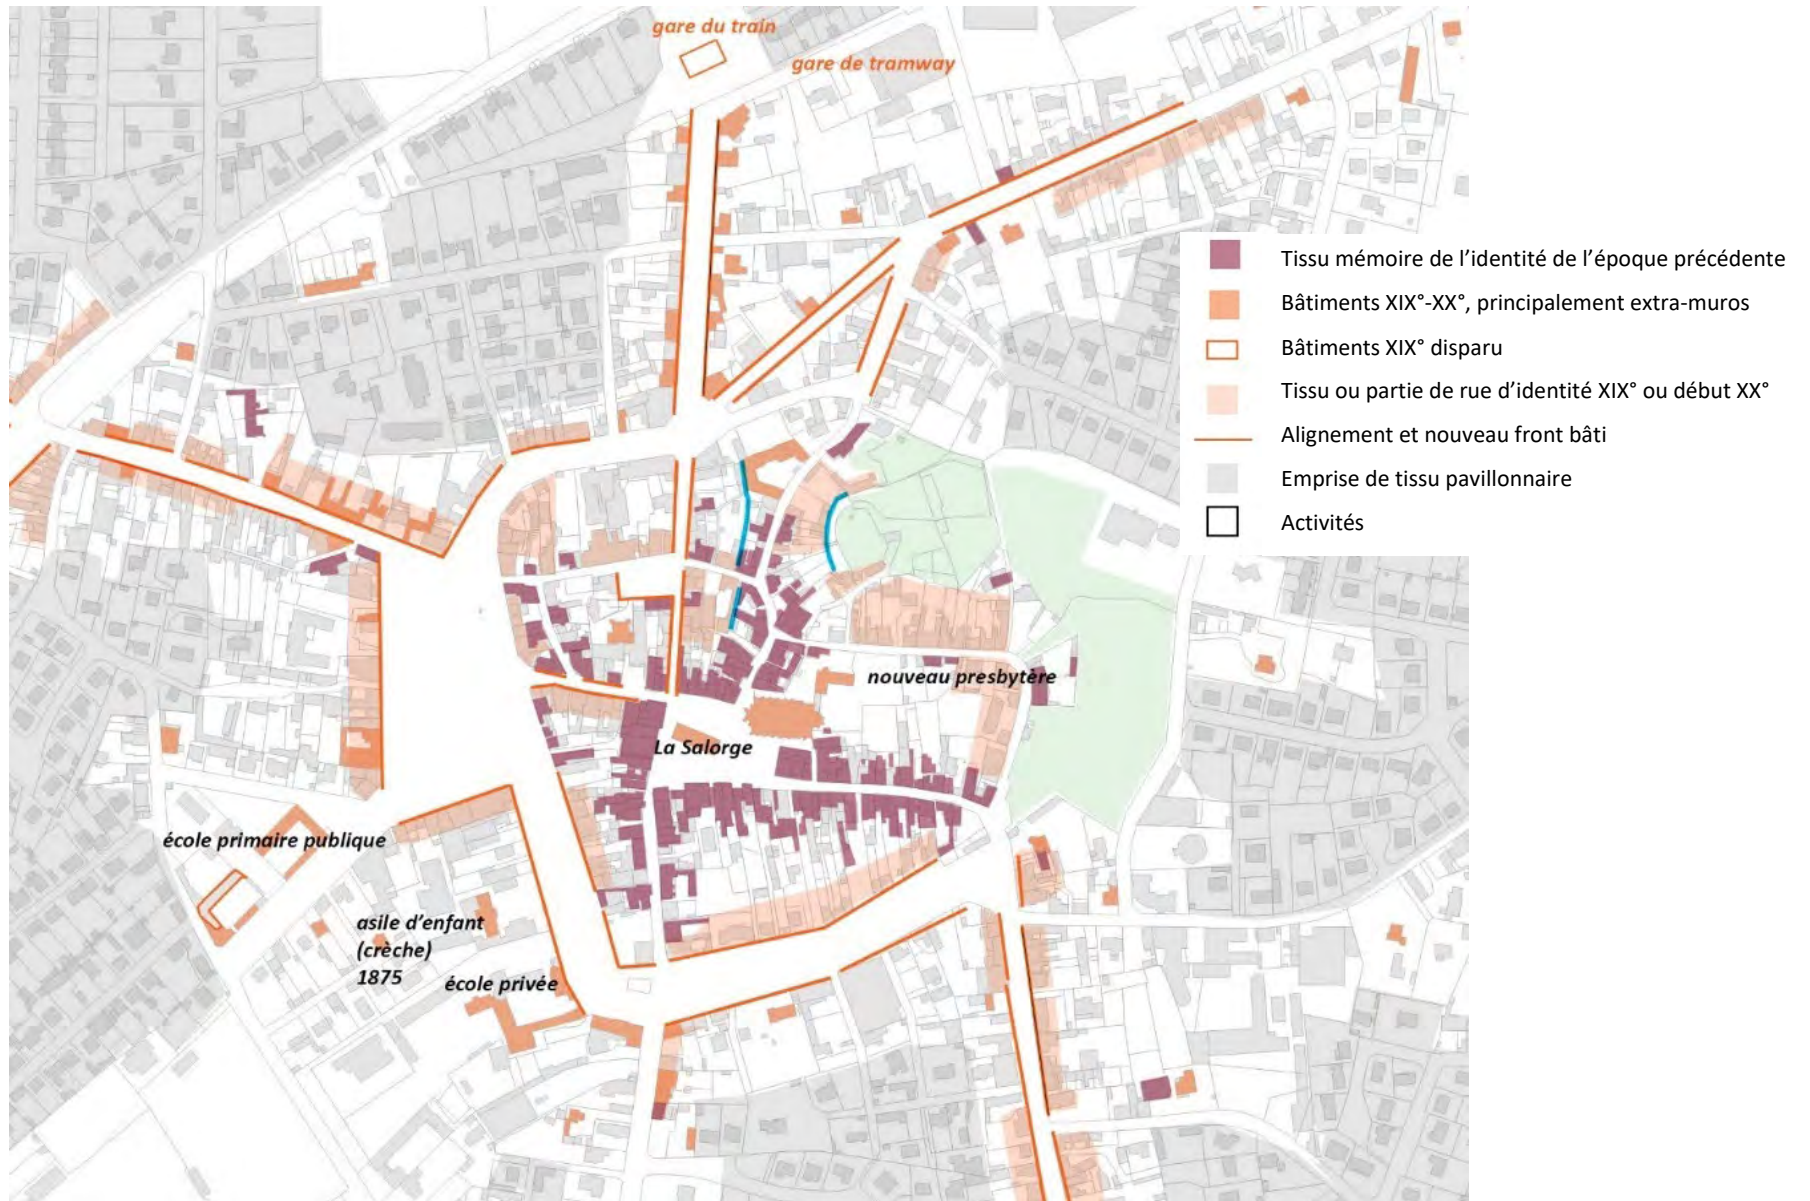 gare du train
gare de tramway
Tissu mémoire de l'identité de l'époque précédente
Bâtiments XIX°-XX°, principalement extra-muros
Bâtiments XIX° disparu
Tissu ou partie de rue d'identité XIX° ou début XX°
Alignement et nouveau front bâti
Emprise de tissu pavillonnaire
Activités
nouveau presbytère
La Salorge
école primaire publique
asile d'enfant
(crèche)
1875
école privée